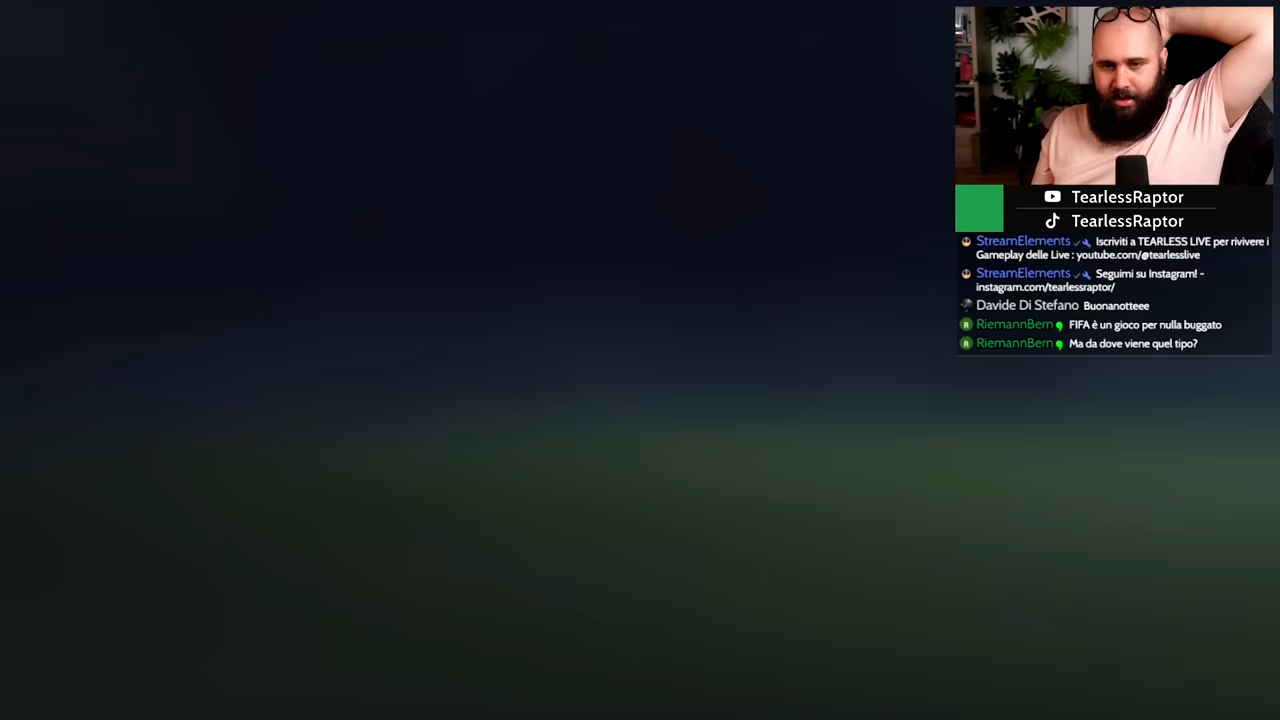 TearlessRaptor
TearlessRaptor
StreamElements Iscriviti a TEARLESS LIVE per rivivere i
Gameplay delle Live : youtube.com/@tearlesslive
StreamElements Seguimi su Instagram! -
instagram.com/tearlessraptor/
Davide Di Stefano Buonanotteee
R RiemannBern FIFA è un gioco per nulla buggato
R RiemannBern Ma da dove viene quel tipo?